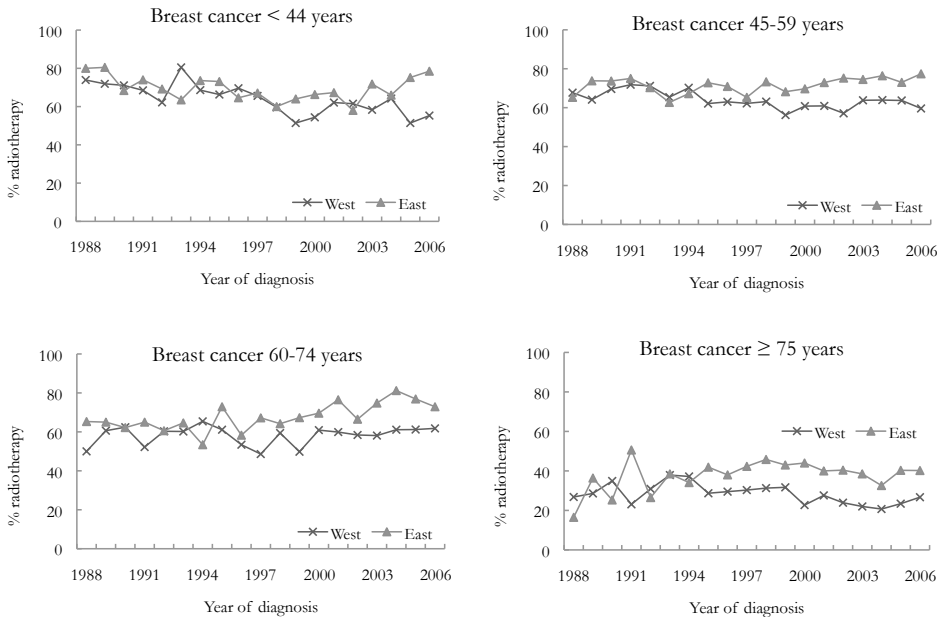 Breast cancer < 44 years
100
80
60
40
20
0
% radiotherapy
West East
1988 1991 1994 1997 2000 2003 2006
Year of diagnosis
Breast cancer 45-59 years
100
80
60
40
20
0
% radiotherapy
West East
1988 1991 1994 1997 2000 2003 2006
Year of diagnosis
Breast cancer 60-74 years
100
80
60
40
20
0
% radiotherapy
West East
1988 1991 1994 1997 2000 2003 2006
Year of diagnosis
Breast cancer ≥ 75 years
100
80
60
40
20
0
% radiotherapy
West East
1988 1991 1994 1997 2000 2003 2006
Year of diagnosis